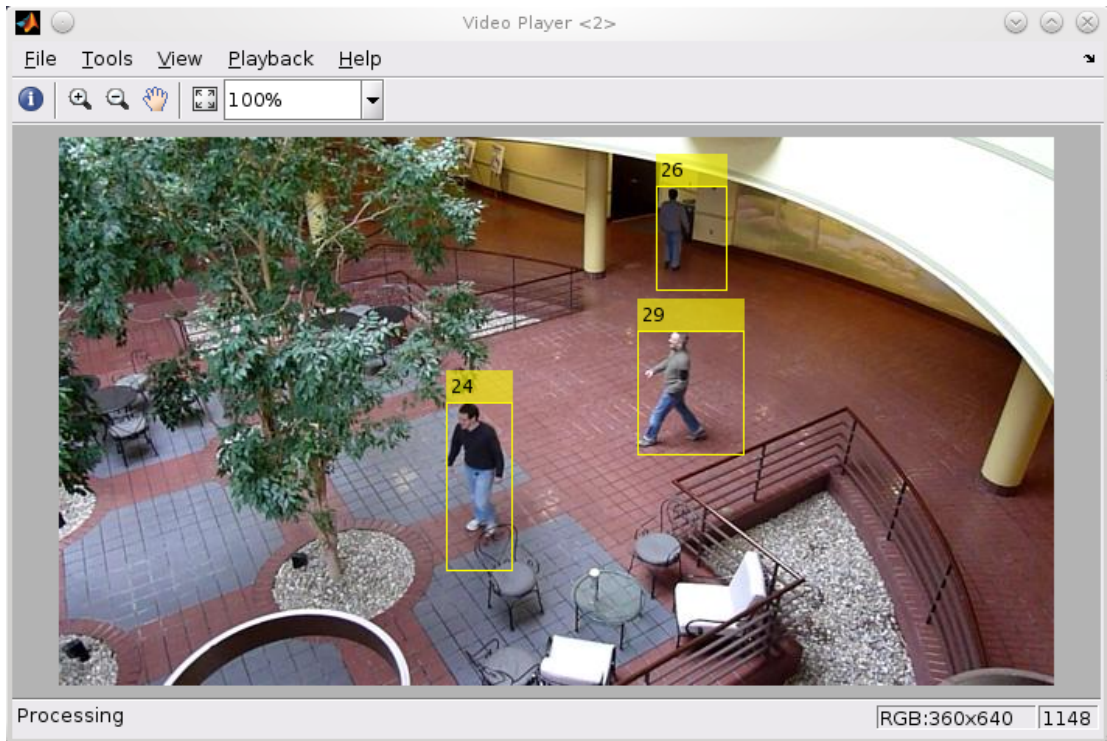 Video Player <2>
File Tools View Playback Help
100%
26
29
24
Processing RGB:360x640 1148